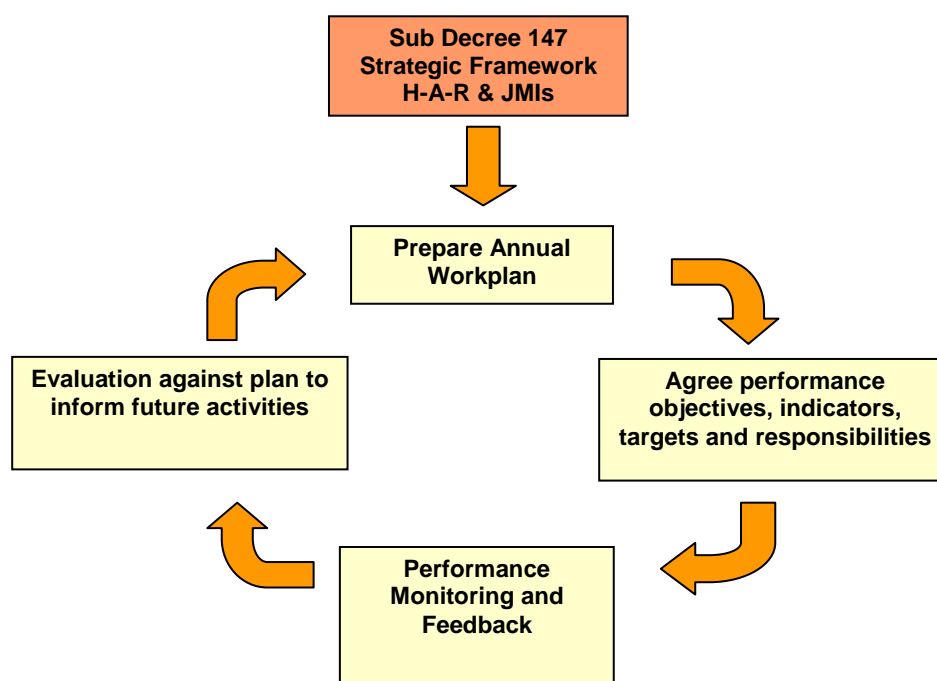 Sub Decree 147
Strategic Framework
H-A-R & JMIs
Prepare Annual
Workplan
Agree performance
objectives, indicators,
targets and responsibilities
Performance
Monitoring and
Feedback
Evaluation against plan to
inform future activities